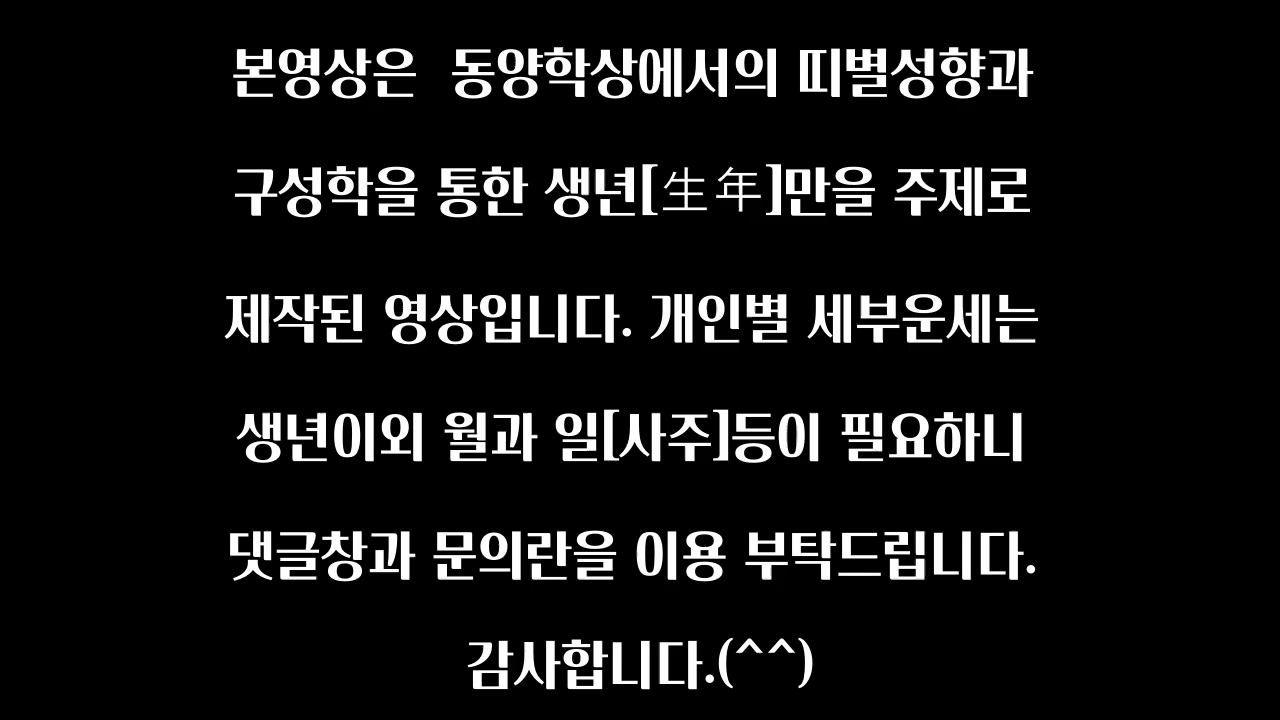 본영상은 동양학상에서의 띠별성향과
구성학을 통한 생년[生年]만을 주제로
제작된 영상입니다. 개인별 세부운세는
생년이외 월과 일[사주]등이 필요하니
댓글창과 문의란을 이용 부탁드립니다.
감사합니다.(^^)